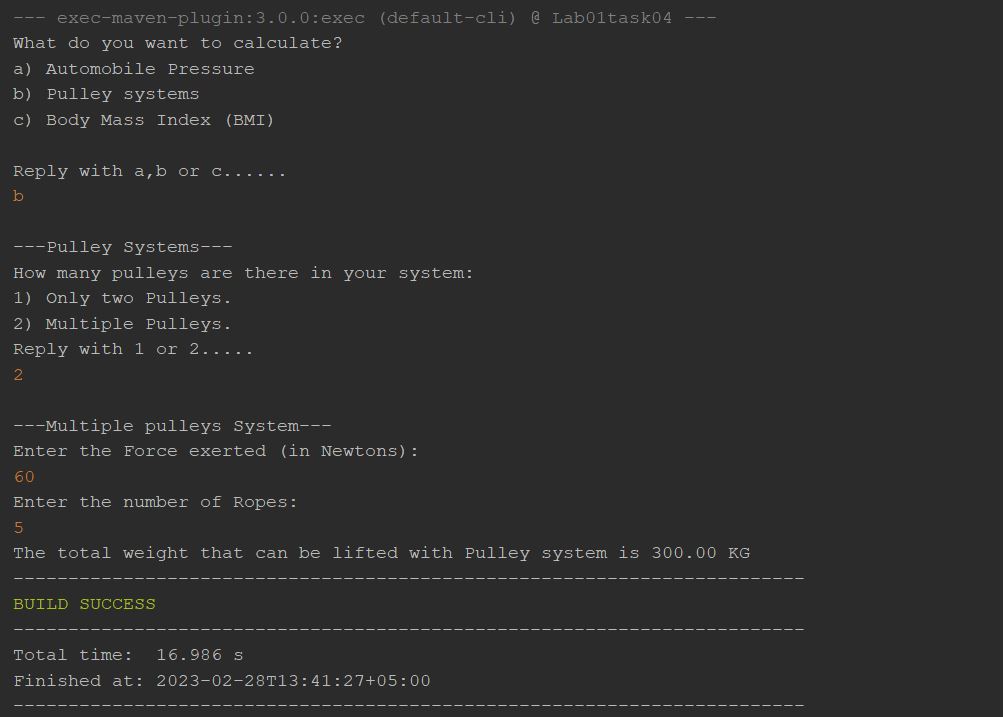 --- exec-maven-plugin:3.0.0:exec (default-cli) @ Lab01task04 ---
What do you want to calculate?
a) Automobile Pressure
b) Pulley systems
c) Body Mass Index (BMI)
Reply with a,b or c......
b
---Pulley Systems---
How many pulleys are there in your system:
1) Only two Pulleys.
2) Multiple Pulleys.
Reply with 1 or 2.....
2
---Multiple pulleys System---
Enter the Force exerted (in Newtons):
60
Enter the number of Ropes:
5
The total weight that can be lifted with Pulley system is 300.00 KG
------------------------------------------------------------------------
BUILD SUCCESS
------------------------------------------------------------------------
Total time:  16.986 s
Finished at: 2023-02-28T13:41:27+05:00
------------------------------------------------------------------------